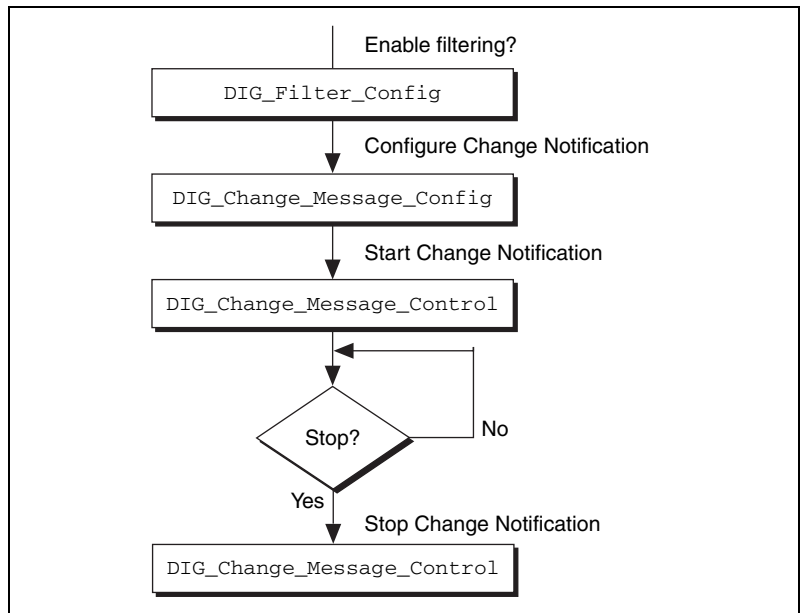 Enable filtering?
DIG_Filter_Config
Configure Change Notification
DIG_Change_Message_Config
Start Change Notification
DIG_Change_Message_Control
Stop?
No
Yes
Stop Change Notification
DIG_Change_Message_Control